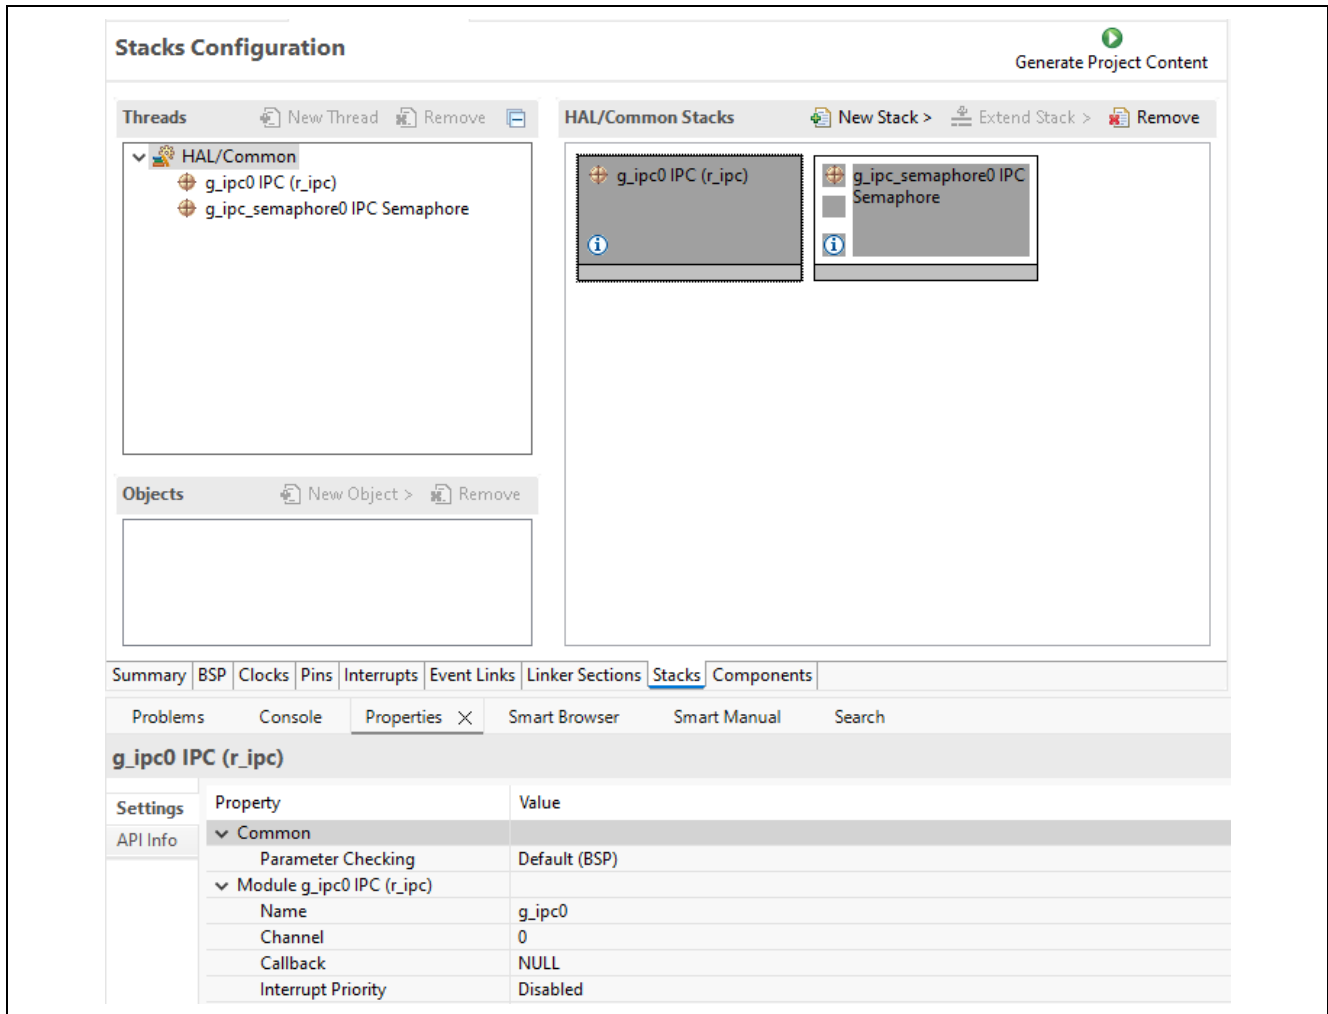 Stacks Configuration
Generate Project Content
Threads New Thread Remove
HAL/Common Stacks New Stack > Extend Stack > Remove
HAL/Common
g_ipc0 IPC (r_ipc)
g_ipc_semaphore0 IPC Semaphore
g_ipc0 IPC (r_ipc)
g_ipc_semaphore0 IPC
Semaphore
Objects New Object > Remove
Summary BSP Clocks Pins Interrupts Event Links Linker Sections Stacks Components
Problems Console Properties Smart Browser Smart Manual Search
g_ipc0 IPC (r_ipc)
Settings
API Info
Property Value
Common
Parameter Checking Default (BSP)
Module g_ipc0 IPC (r_ipc)
Name g_ipc0
Channel 0
Callback NULL
Interrupt Priority Disabled